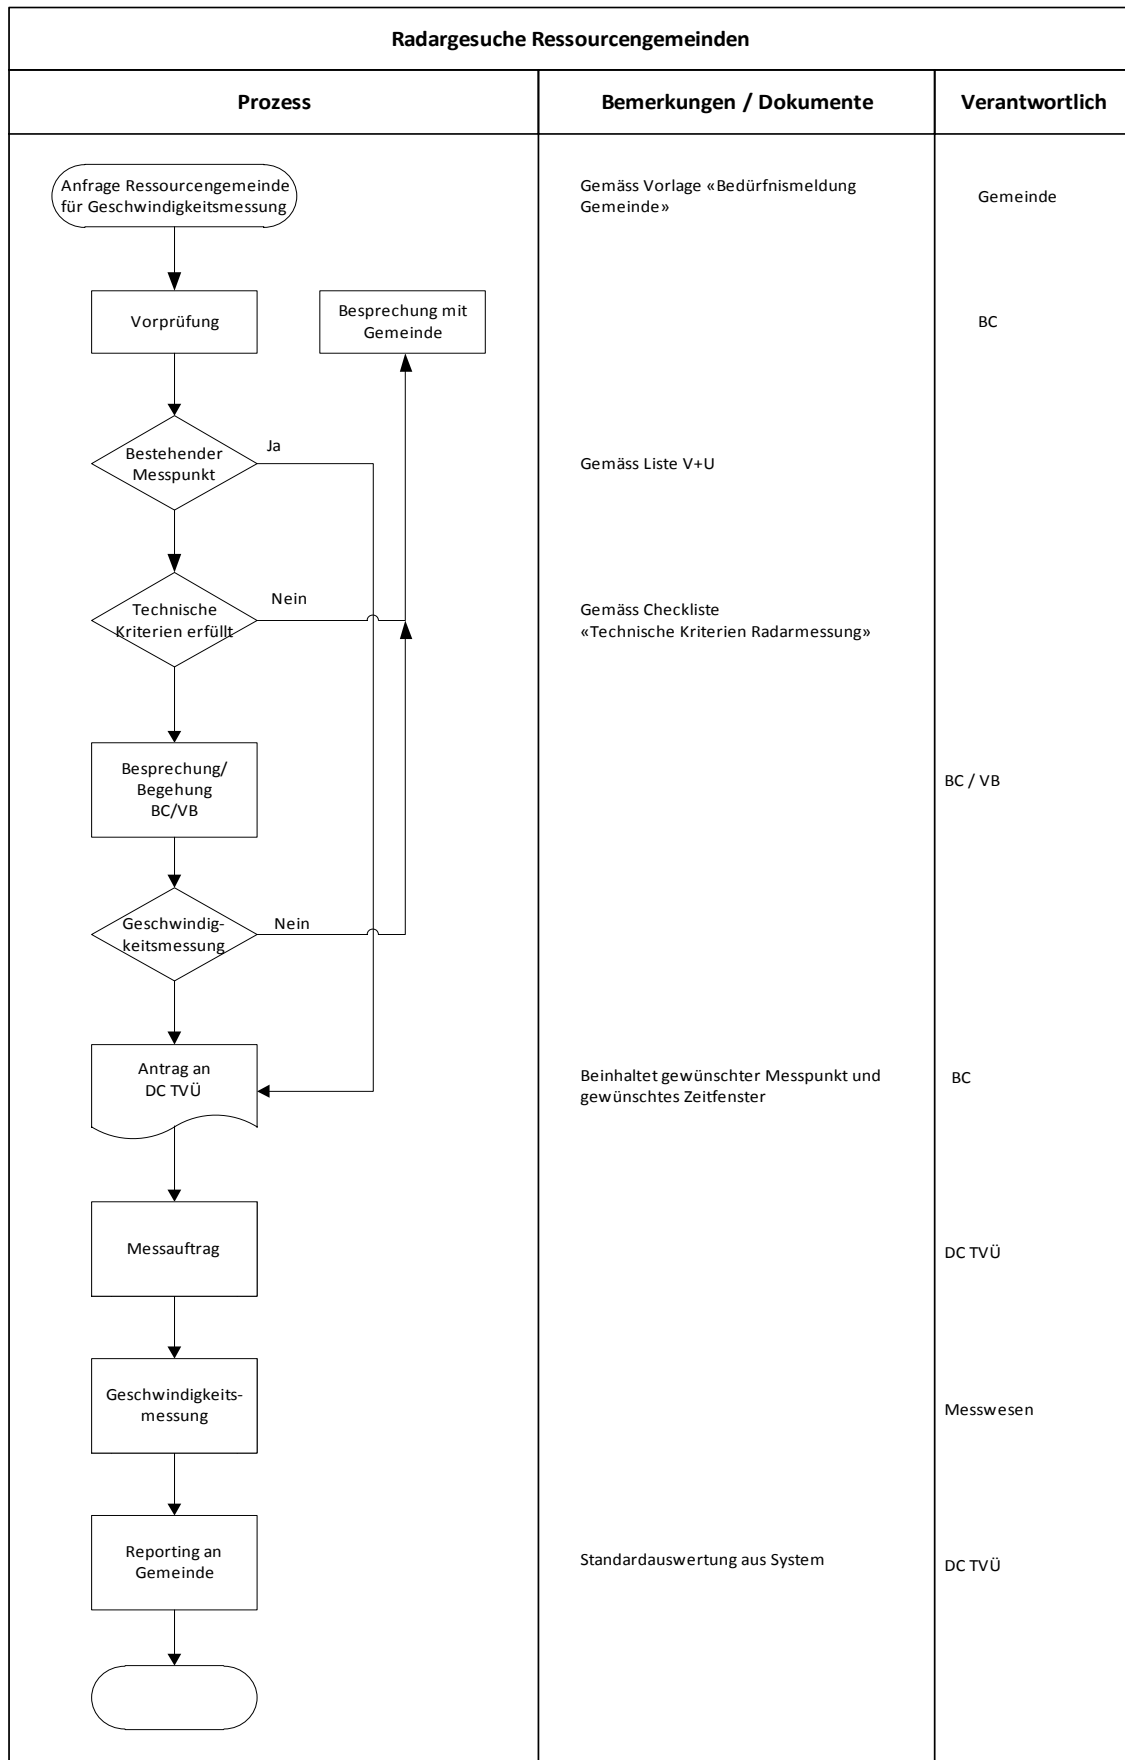 Radargesuche Ressourcengemeinden
Prozess
Bemerkungen / Dokumente
Verantwortlich
Anfrage Ressourcengemeinde
für Geschwindigkeitsmessung
Gemäss Vorlage «Bedürfnismeldung
Gemeinde»
Gemeinde
Vorprüfung
Besprechung mit
Gemeinde
BC
Bestehender
Messpunkt
Ja
Gemäss Liste V+U
Technische
Kriterien erfüllt
Nein
Gemäss Checkliste
«Technische Kriterien Radarmessung»
Besprechung/
Begehung
BC/VB
BC / VB
Geschwindig-
keitsmessung
Nein
Antrag an
DC TVÜ
Beinhaltet gewünschter Messpunkt und
gewünschtes Zeitfenster
BC
Messauftrag
DC TVÜ
Geschwindigkeits-
messung
Messwesen
Reporting an
Gemeinde
Standardauswertung aus System
DC TVÜ